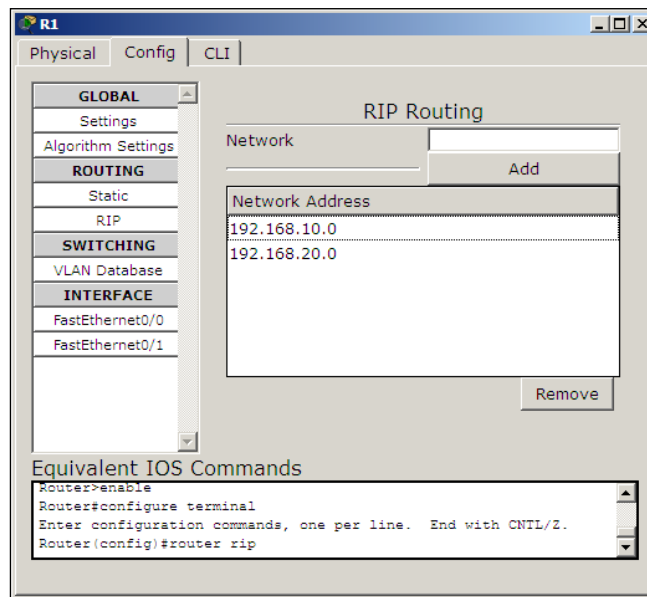 R1
Physical
Config
CLI
GLOBAL
Settings
Algorithm Settings
ROUTING
Static
RIP
SWITCHING
VLAN Database
INTERFACE
FastEthernet0/0
FastEthernet0/1
RIP Routing
Network
Add
Network Address
192.168.10.0
192.168.20.0
Remove
Equivalent IOS Commands
Router>enable
Router#configure terminal
Enter configuration commands, one per line.  End with CNTL/Z.
Router(config)#router rip